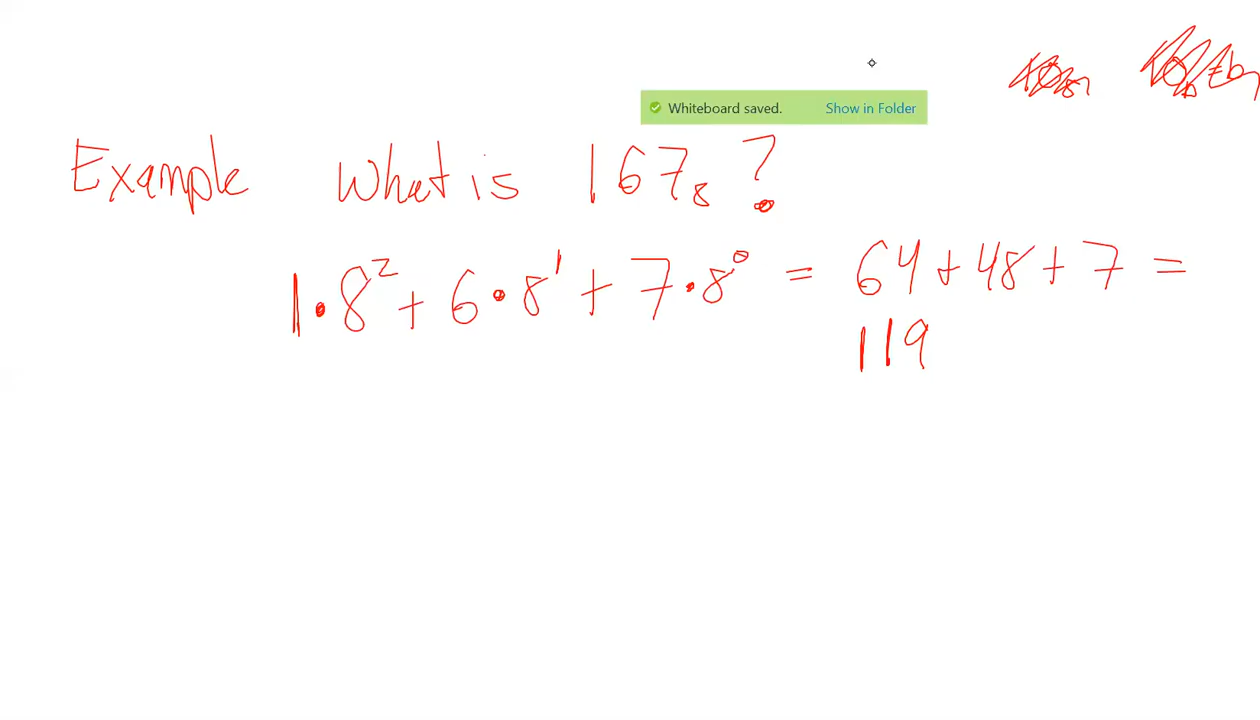 Whiteboard saved. Show in Folder
Example What is 167₈ ?
1·8² + 6·8¹ + 7·8⁰ = 64 + 48 + 7 =
119